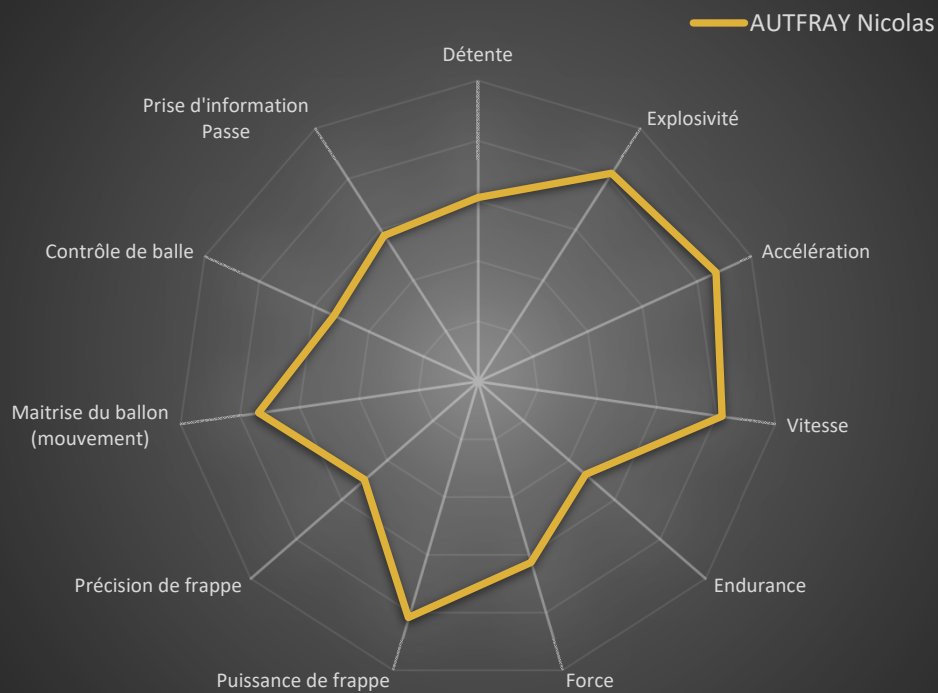 AUTFRAY Nicolas
Détente
Explosivité
Accélération
Vitesse
Endurance
Force
Puissance de frappe
Précision de frappe
Maitrise du ballon
(mouvement)
Contrôle de balle
Prise d'information
Passe